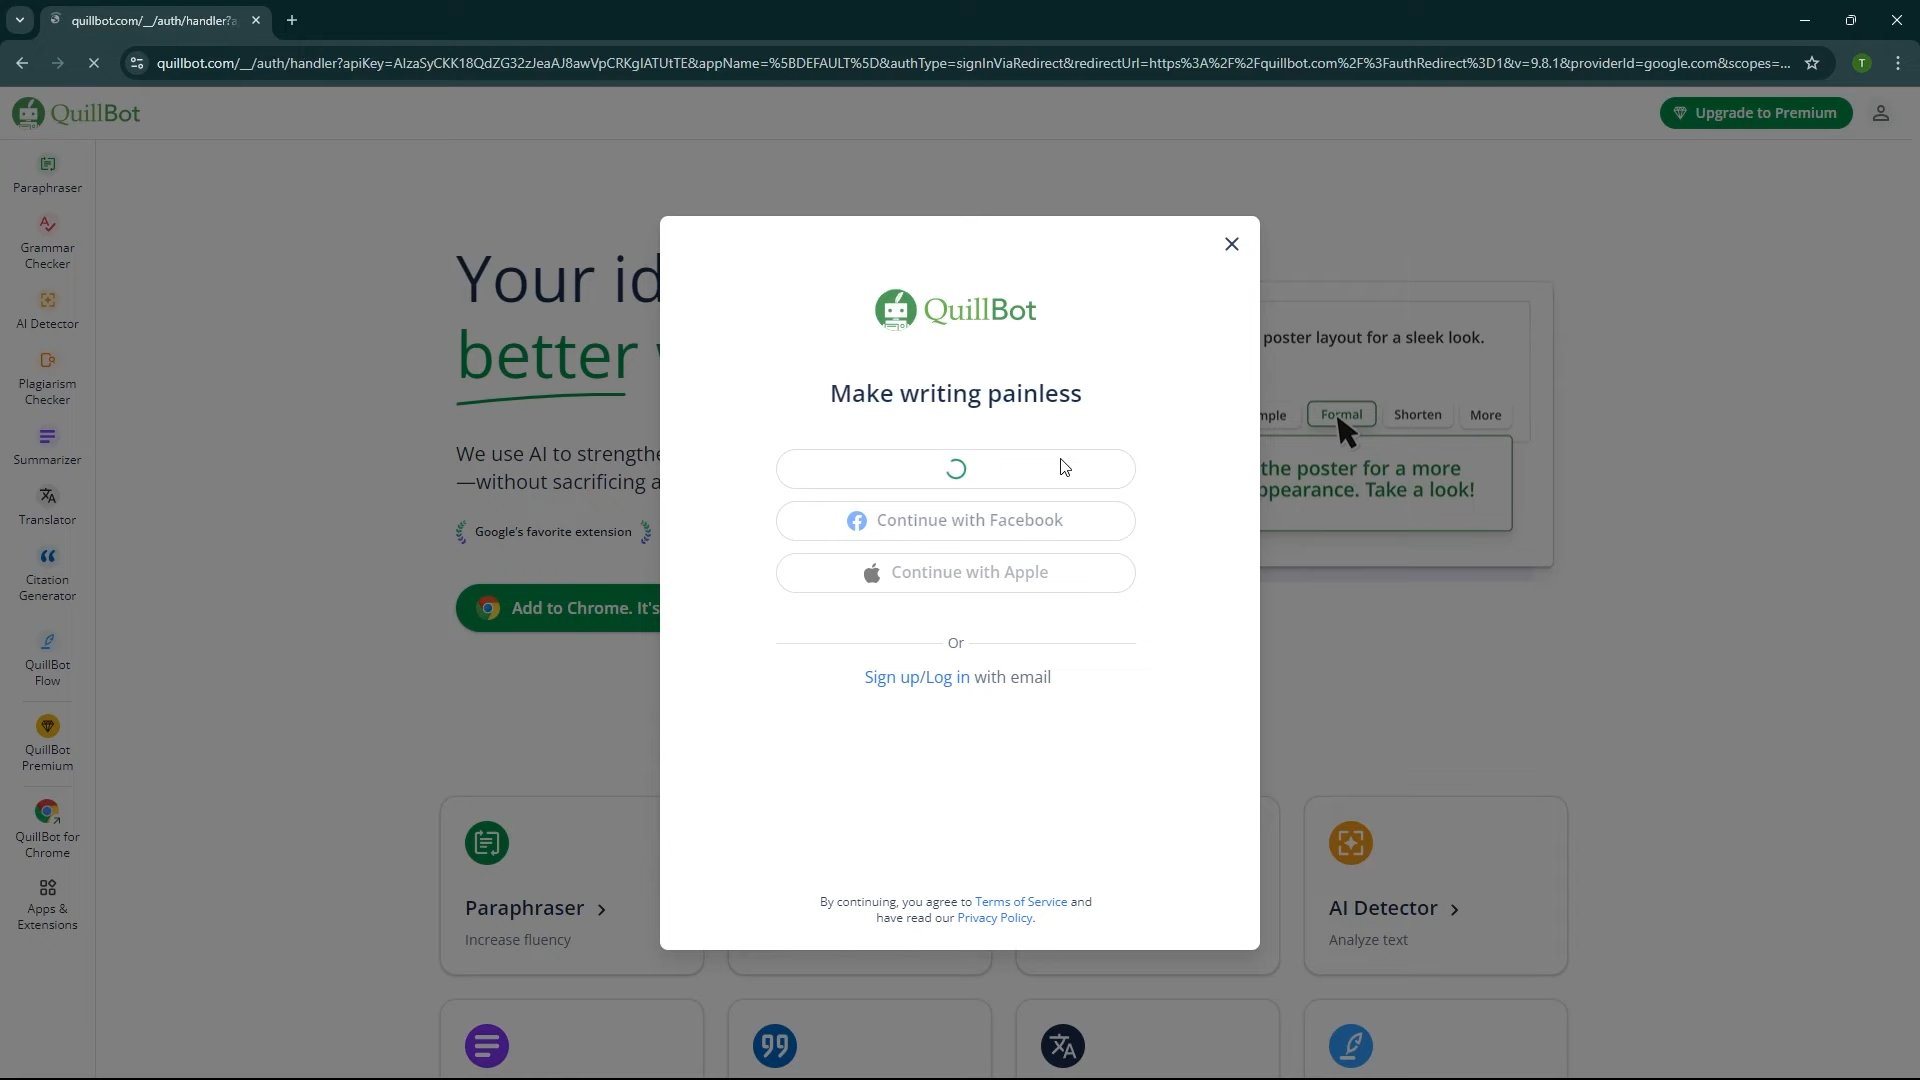 quillbot.com/__/auth/handler?a
quillbot.com/__/auth/handler?apiKey=AIzaSyCKK18QdZG32zJeaAJ8awVpCRKgIATUtTE&appName=%5BDEFAULT%5D&authType=signInViaRedirect&redirectUrl=https%3A%2F%2Fquillbot.com%2F%3FauthRedirect%3D1&v=9.8.1&providerId=google.com&scopes=...
T
QuillBot
Upgrade to Premium
Paraphraser
Grammar
Checker
AI Detector
Plagiarism
Checker
Summarizer
Translator
Citation
Generator
QuillBot
Flow
QuillBot
Premium
QuillBot for
Chrome
Apps &
Extensions
Your id
better
We use AI to strengthe
—without sacrificing a
Google's favorite extension
Add to Chrome. It's
QuillBot
Make writing painless
Continue with Facebook
Continue with Apple
Or
Sign up/Log in with email
By continuing, you agree to Terms of Service and
have read our Privacy Policy.
poster layout for a sleek look.
mple
Formal
Shorten
More
the poster for a more
ppearance. Take a look!
Paraphraser
Increase fluency
AI Detector
Analyze text